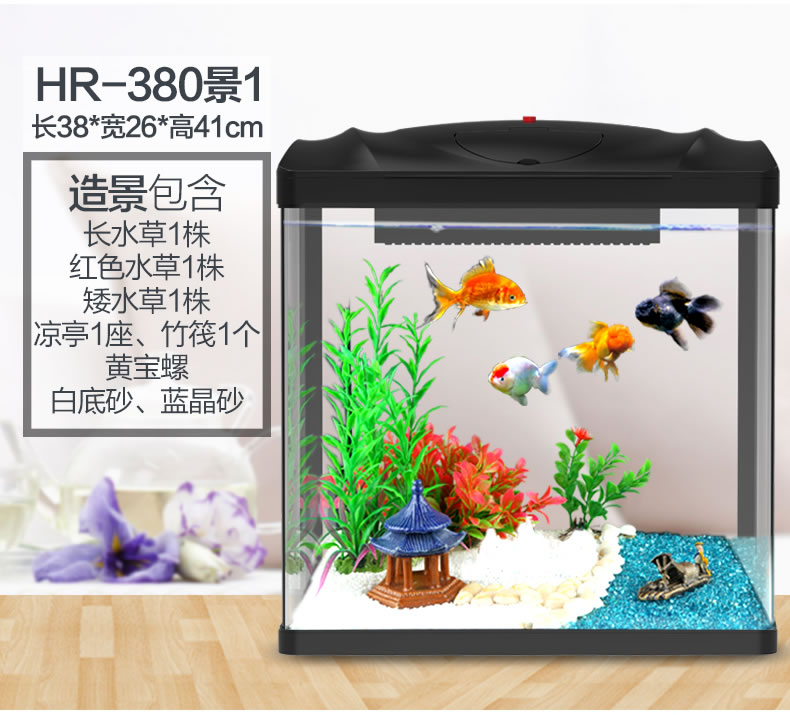 HR-380景1
长38*宽26*高41cm
造景包含
长水草1株
红色水草1株
矮水草1株
凉亭1座、竹筏1个
黄宝螺
白底砂、蓝晶砂